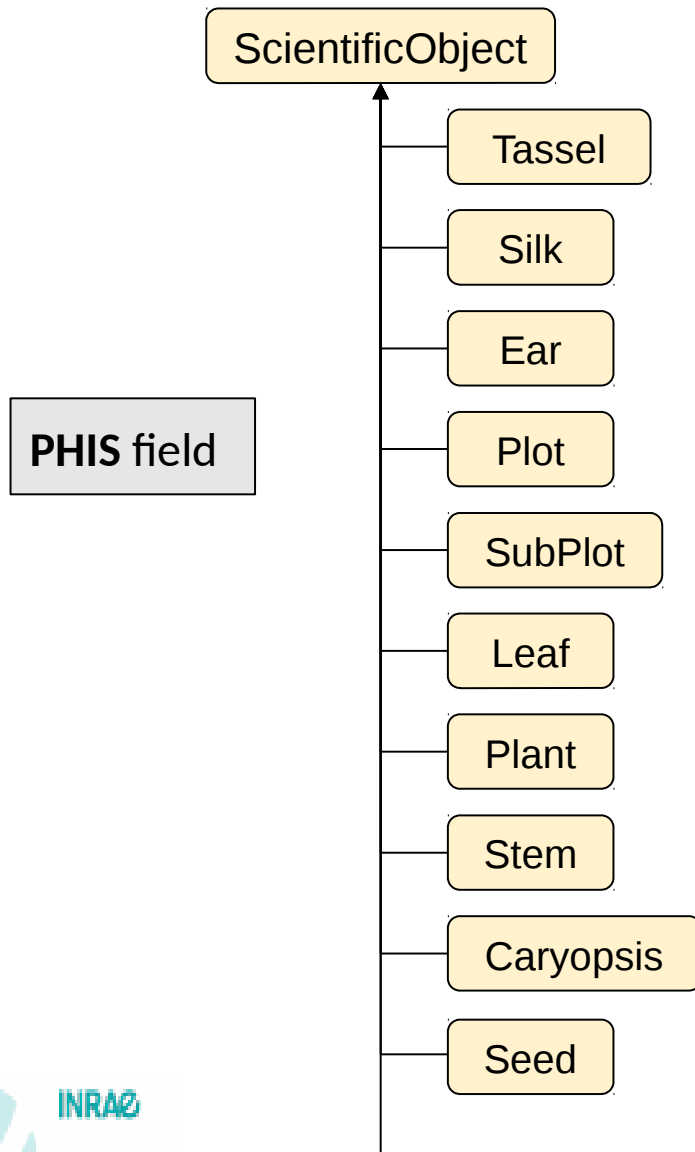 ScientificObject
Tassel
Silk
Ear
PHIS field
Plot
SubPlot
Leaf
Plant
Stem
Caryopsis
Seed
INRAE